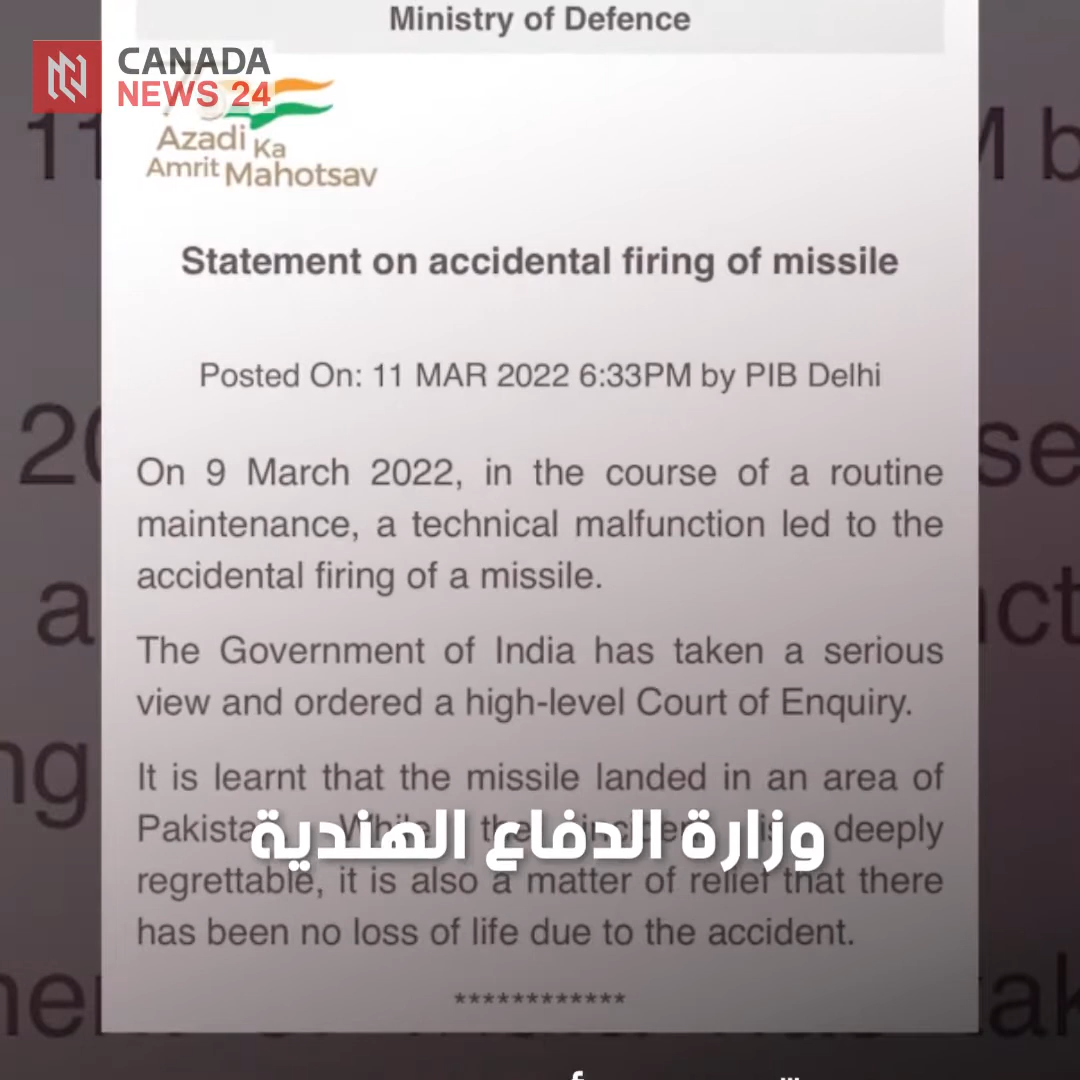 Ministry of Defence
CANADA
NEWS 24
Azadi Ka
Amrit Mahotsav
Statement on accidental firing of missile
Posted On: 11 MAR 2022 6:33PM by PIB Delhi
On 9 March 2022, in the course of a routine
maintenance, a technical malfunction led to the
accidental firing of a missile.
The Government of India has taken a serious
view and ordered a high-level Court of Enquiry.
It is learnt that the missile landed in an area of
deeply
وزارة الدفاع الهندية
regrettable, it is also a matter of relief that there
has been no loss of life due to the accident.
************